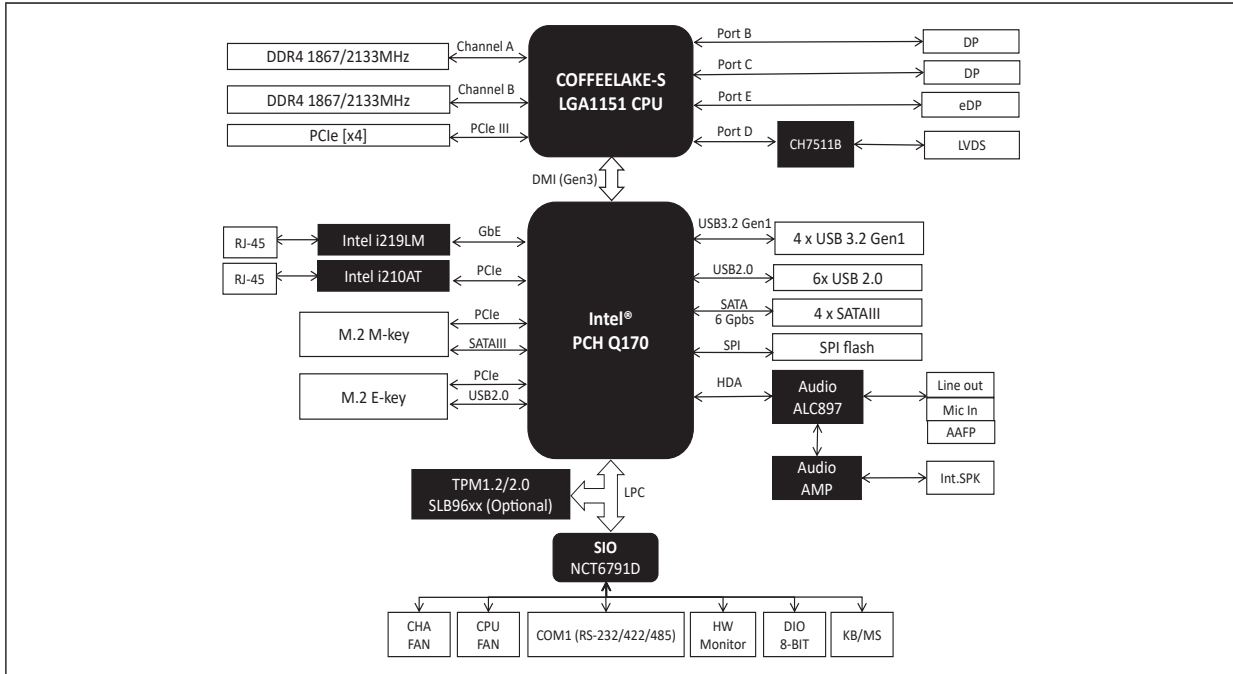 DDR4 1867/2133MHz
Channel A
DDR4 1867/2133MHz
Channel B
PCIe [x4]
PCIe III
COFFEELAKE-S
LGA1151 CPU
Port B
DP
Port C
DP
Port E
eDP
Port D
CH7511B
LVDS
DMI (Gen3)
RJ-45
Intel i219LM
GbE
RJ-45
Intel i210AT
PCIe
M.2 M-key
PCIe
SATAIII
M.2 E-key
PCIe
USB2.0
Intel®
PCH Q170
USB3.2 Gen1
4 x USB 3.2 Gen1
USB2.0
6x USB 2.0
SATA
6 Gpbs
4 x SATAIII
SPI
SPI flash
HDA
Audio
ALC897
Line out
Mic In
AAFP
Audio
AMP
Int.SPK
TPM1.2/2.0
SLB96xx (Optional)
LPC
SIO
NCT6791D
CHA
FAN
CPU
FAN
COM1 (RS-232/422/485)
HW
Monitor
DIO
8-BIT
KB/MS